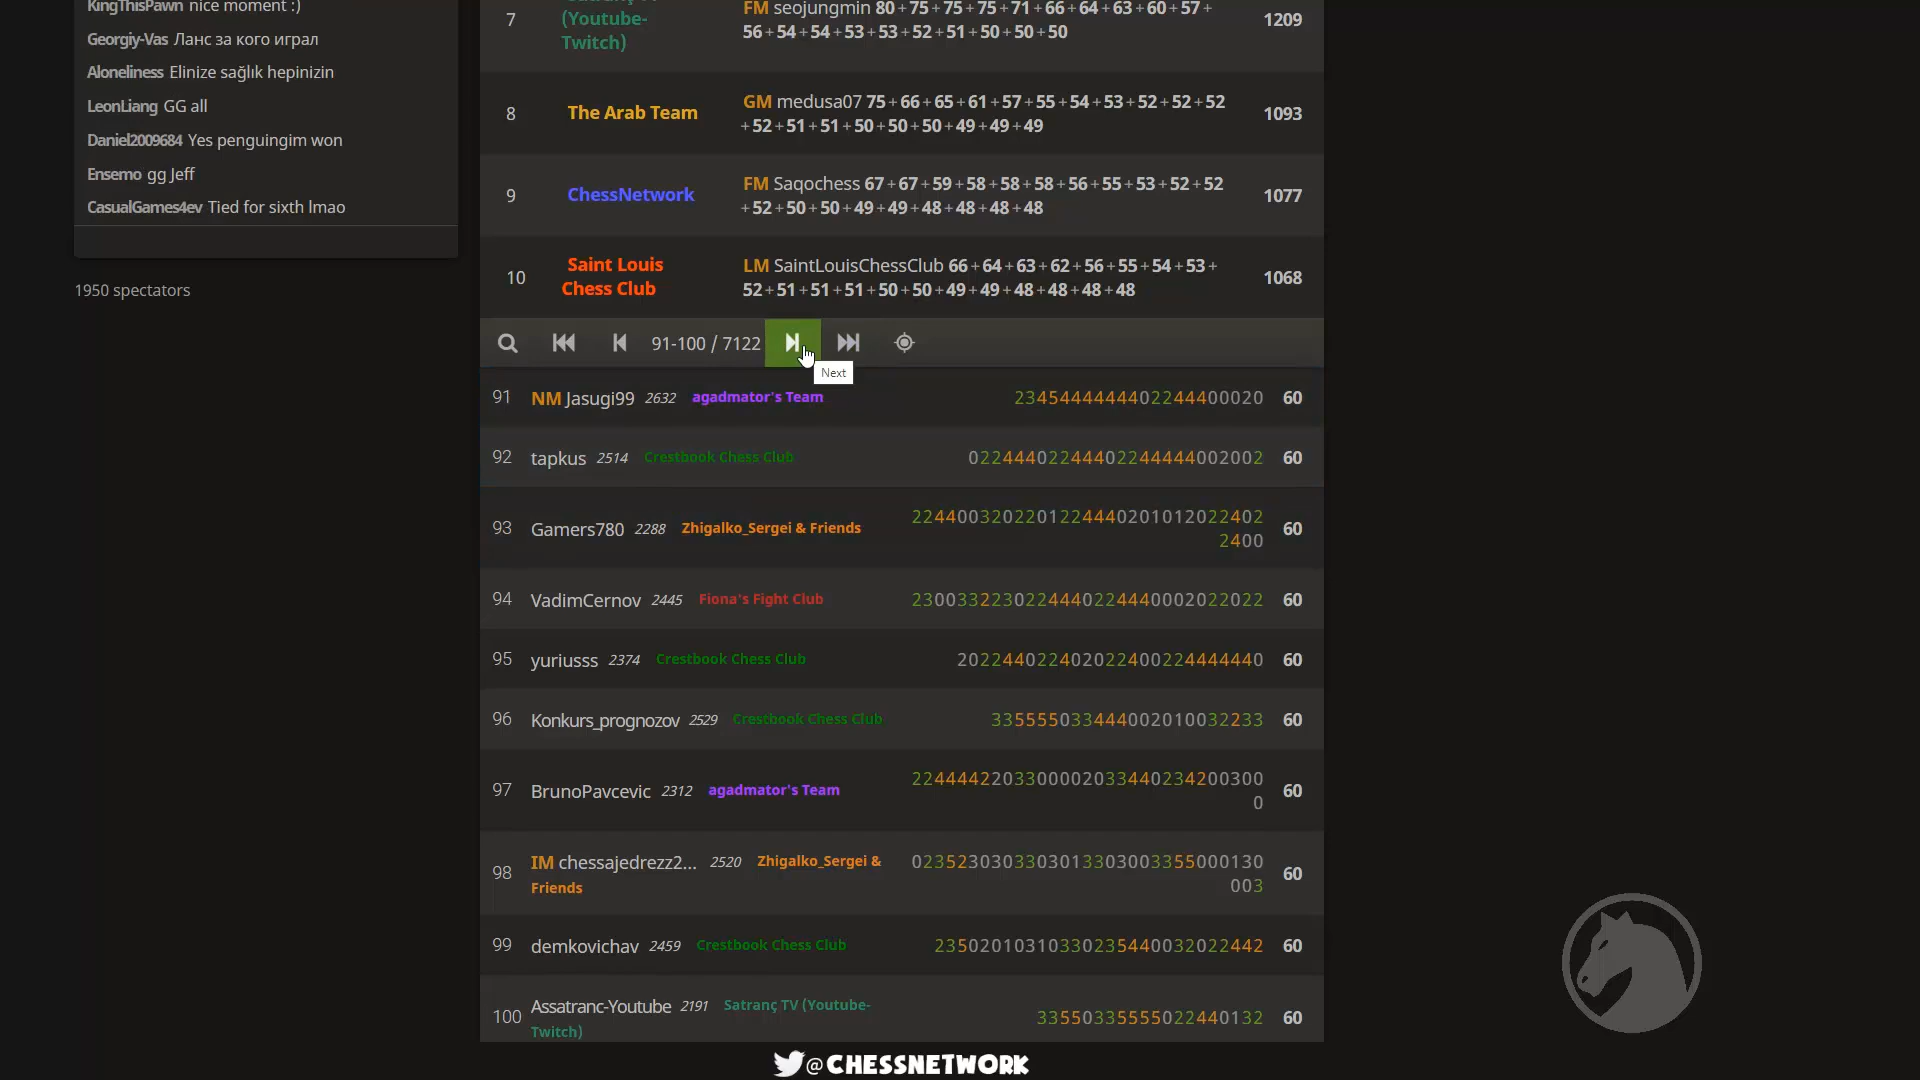 KingThisPawn nice moment :)
Georgiy-Vas Ланс за кого играл
Aloneliness Elinize sağlık hepinizin
LeonLiang GG all
Daniel2009684 Yes penguingim won
Ensemo gg Jeff
CasualGames4ev Tied for sixth lmao
1950 spectators
7 (Youtube-Twitch) FM seojungmin 80+75+75+75+71+66+64+63+60+57+
56+54+54+53+53+52+51+50+50+50 1209
8 The Arab Team GM medusa07 75+66+65+61+57+55+54+53+52+52+52
+52+51+51+50+50+50+49+49+49 1093
9 ChessNetwork FM Saqochess 67+67+59+58+58+58+56+55+53+52+52
+52+50+50+49+49+48+48+48+48 1077
10 Saint Louis Chess Club LM SaintLouisChessClub 66+64+63+62+56+55+54+53+
52+51+51+51+50+50+49+49+48+48+48+48 1068
91-100 / 7122
Next
91 NM Jasugi99 2632 agadmator's Team 2345444444402244400020 60
92 tapkus 2514 Crestbook Chess Club 02244402244402244444002002 60
93 Gamers780 2288 Zhigalko_Sergei & Friends 2244003202201224440201012022402
2400 60
94 VadimCernov 2445 Fiona's Fight Club 2300332230224440224440002022022 60
95 yuriusss 2374 Crestbook Chess Club 202244022402022400224444440 60
96 Konkurs_prognozov 2529 Crestbook Chess Club 335555033444002010032233 60
97 BrunoPavcevic 2312 agadmator's Team 2244444220330000203344023420030​0
0 60
98 IM chessajedrezz2... 2520 Zhigalko_Sergei & 0235230303303013303003355000130
Friends 003 60
99 demkovichav 2459 Crestbook Chess Club 23502010310330235440032022442 60
100 Assatranc-Youtube 2191 Satranç TV (Youtube-
Twitch) 33550335555022440132 60
@CHESSNETWORK